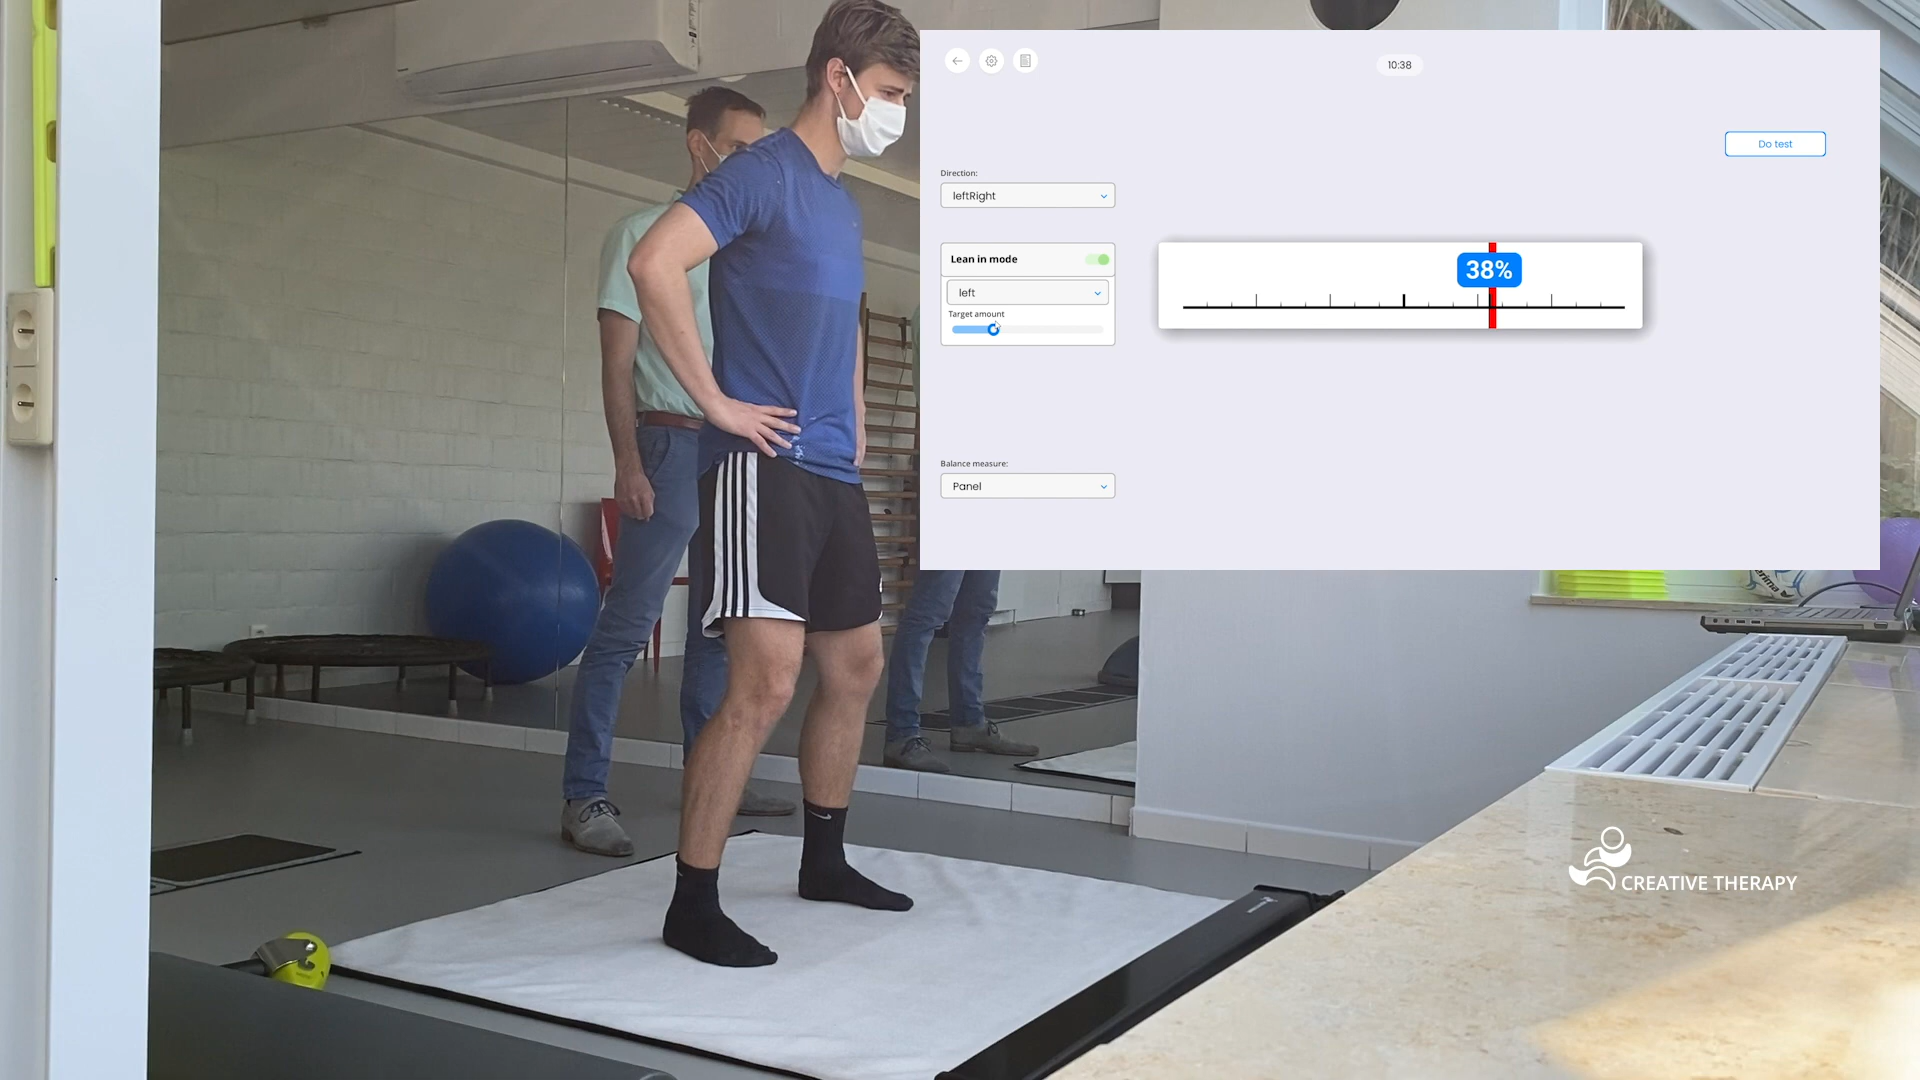 10:38
Do test
Direction:
leftRight
Lean in mode
38%
left
Target amount
Balance measure:
Panel
CREATIVE THERAPY